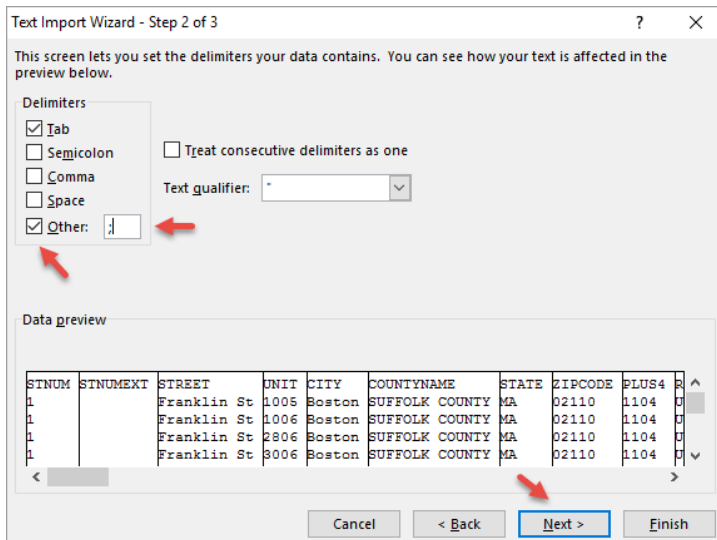 Text Import Wizard - Step 2 of 3 ? ×
This screen lets you set the delimiters your data contains. You can see how your text is affected in the
preview below.
Delimiters
Tab
Semicolon
Comma
Space
Other: ;
Treat consecutive delimiters as one
Text qualifier: "
Data preview
STNUM STNUMEXT STREET UNIT CITY COUNTYNAME STATE ZIPCODE PLUS4 R
1 Franklin St 1005 Boston SUFFOLK COUNTY MA 02110 1104 U
1 Franklin St 1006 Boston SUFFOLK COUNTY MA 02110 1104 U
1 Franklin St 2806 Boston SUFFOLK COUNTY MA 02110 1104 U
1 Franklin St 3006 Boston SUFFOLK COUNTY MA 02110 1104 U
Cancel < Back Next > Finish